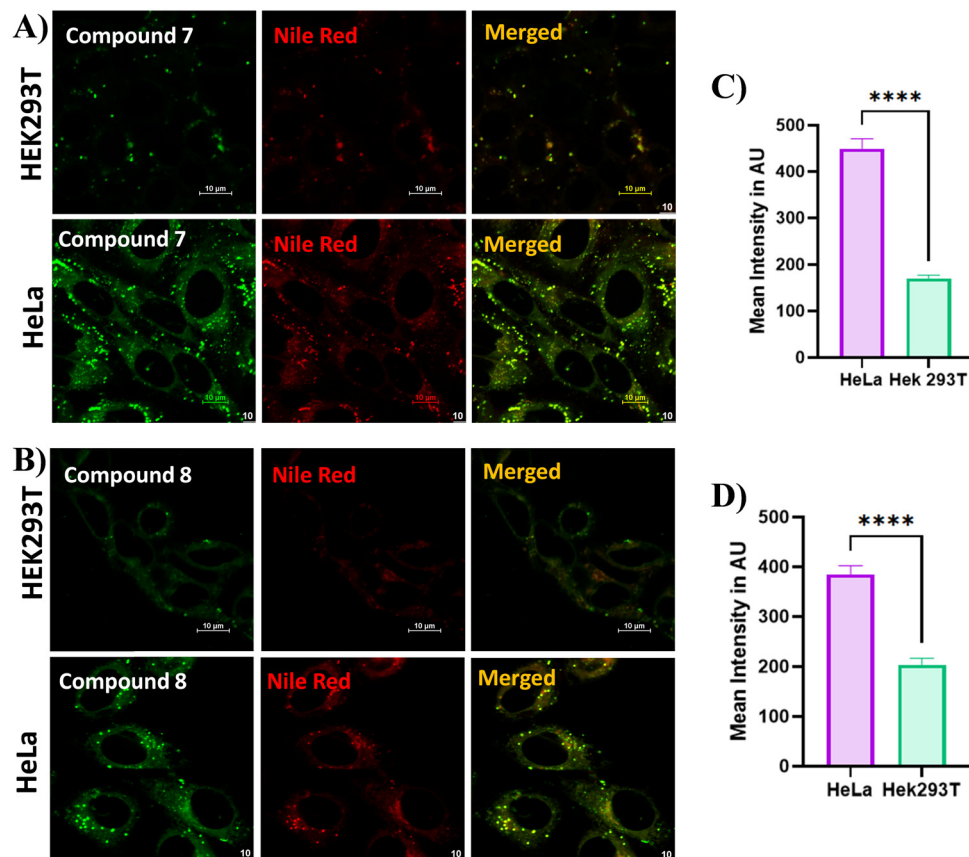 A)
Compound 7
Nile Red
Merged
HEK293T
10 µm
10 µm
10 µm
10
Compound 7
Nile Red
Merged
HeLa
10 µm
10 µm
10 µm
10
10
10
B)
Compound 8
Nile Red
Merged
HEK293T
10 µm
10 µm
10 µm
Compound 8
Nile Red
Merged
HeLa
10
10
10
C)
****
Mean Intensity in AU
500
400
300
200
100
0
HeLa Hek 293T
D)
****
Mean Intensity in AU
500
400
300
200
100
0
HeLa Hek293T